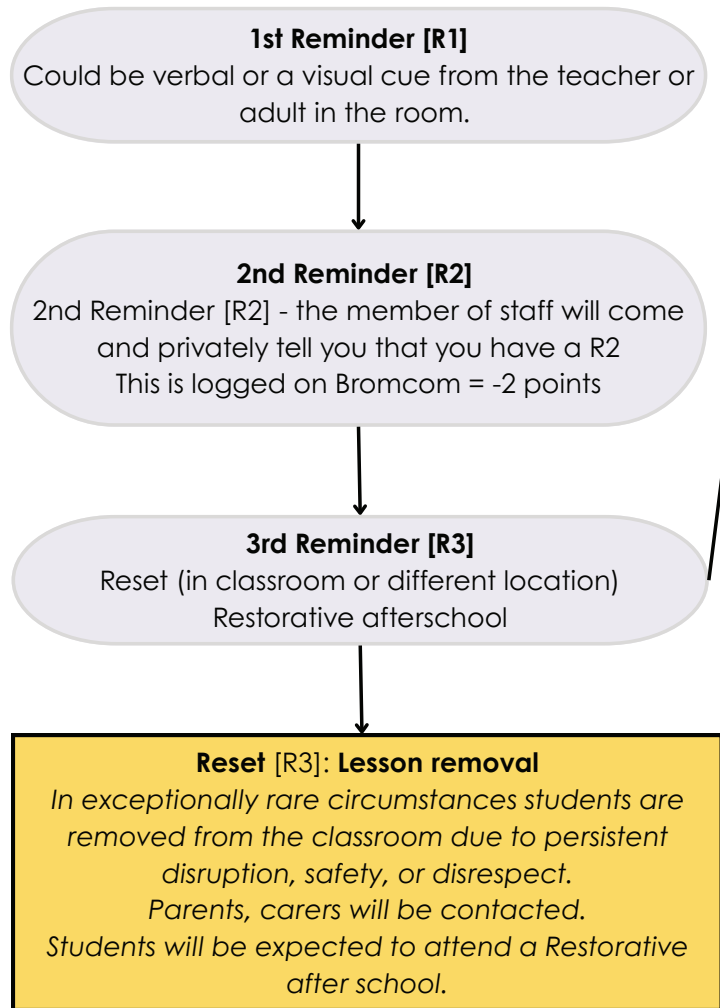 1st Reminder [R1]
Could be verbal or a visual cue from the teacher or
adult in the room.
2nd Reminder [R2]
2nd Reminder [R2] - the member of staff will come
and privately tell you that you have a R2
This is logged on Bromcom = -2 points
3rd Reminder [R3]
Reset (in classroom or different location)
Restorative afterschool
Reset [R3]: Lesson removal
In exceptionally rare circumstances students are
removed from the classroom due to persistent
disruption, safety, or disrespect.
Parents, carers will be contacted.
Students will be expected to attend a Restorative
after school.